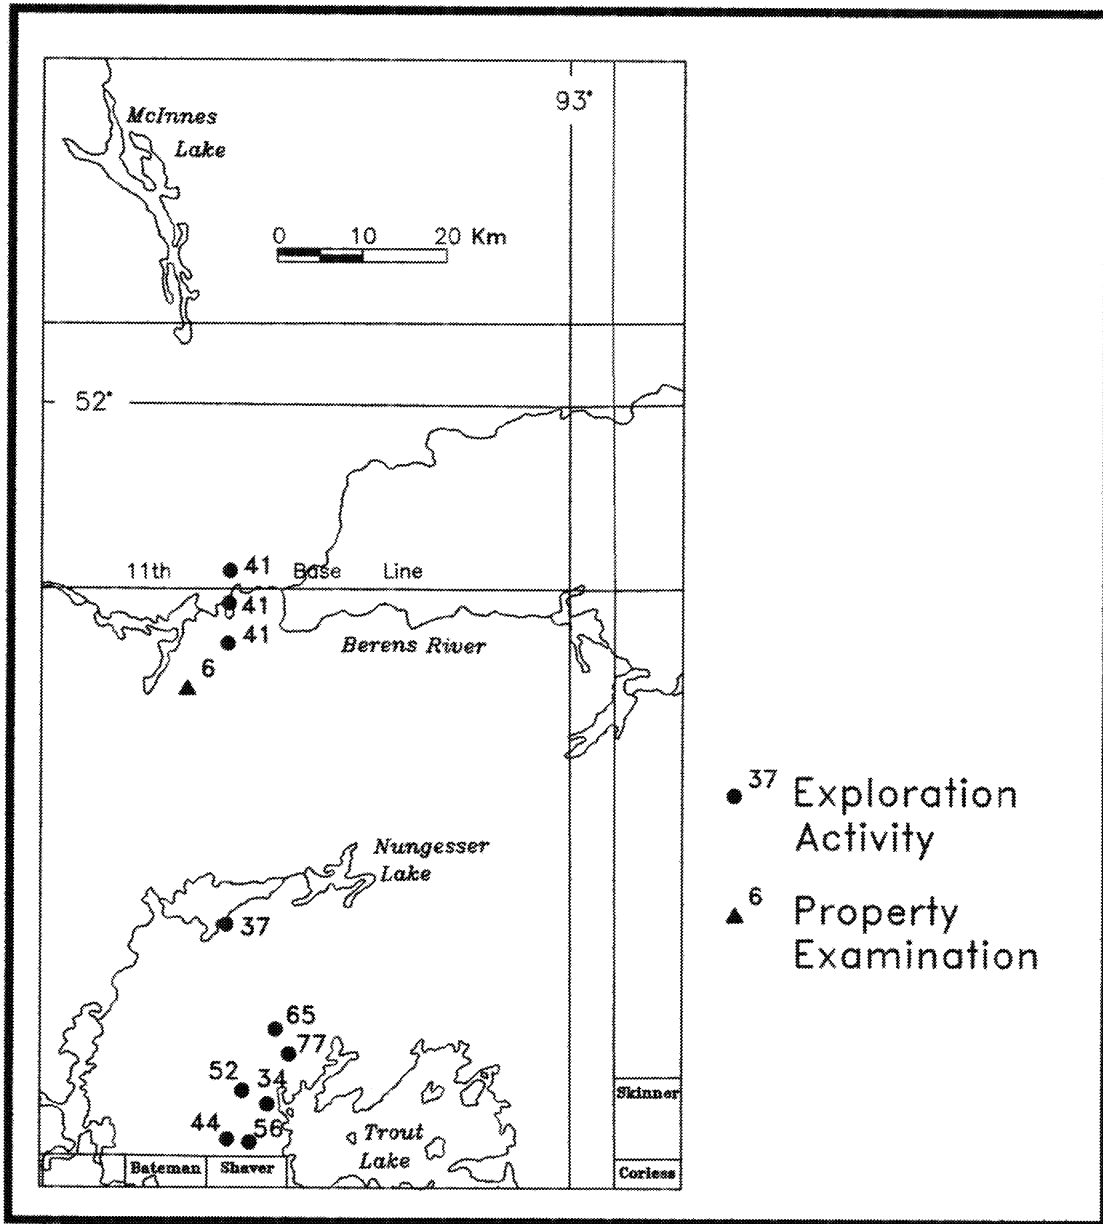 McInnes
Lake
93°
0 10 20 Km
52°
41
11th Base Line
41
41
Berens River
6
Nungesser
Lake
37
65
77
52
34
44
56
Trout
Lake
Bateman
Shaver
Skinner
Corless
37 Exploration
Activity
6 Property
Examination